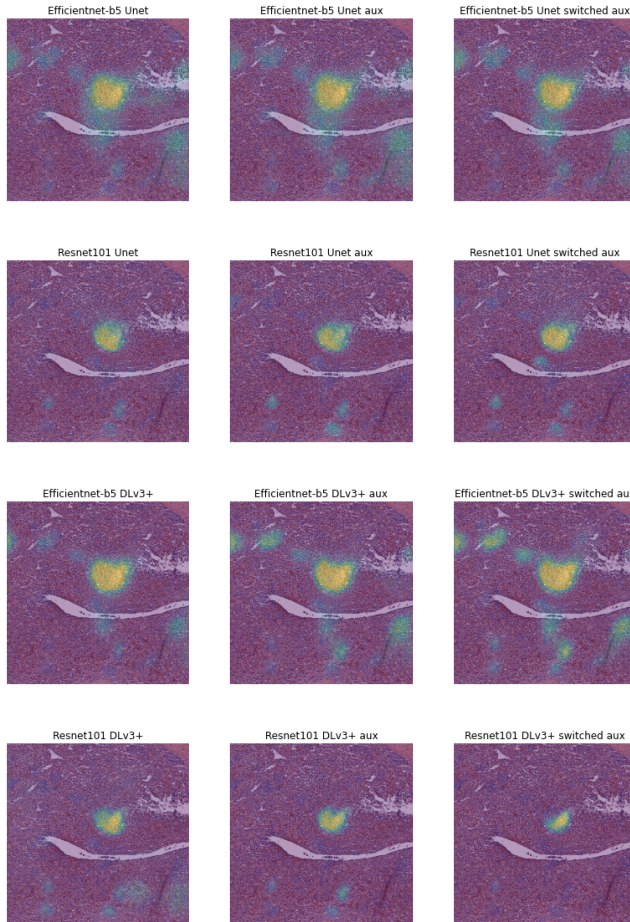 Efficientnet-b5 Unet
Efficientnet-b5 Unet aux
Efficientnet-b5 Unet switched aux
Resnet101 Unet
Resnet101 Unet aux
Resnet101 Unet switched aux
Efficientnet-b5 DLv3+
Efficientnet-b5 DLv3+ aux
Efficientnet-b5 DLv3+ switched au
Resnet101 DLv3+
Resnet101 DLv3+ aux
Resnet101 DLv3+ switched aux